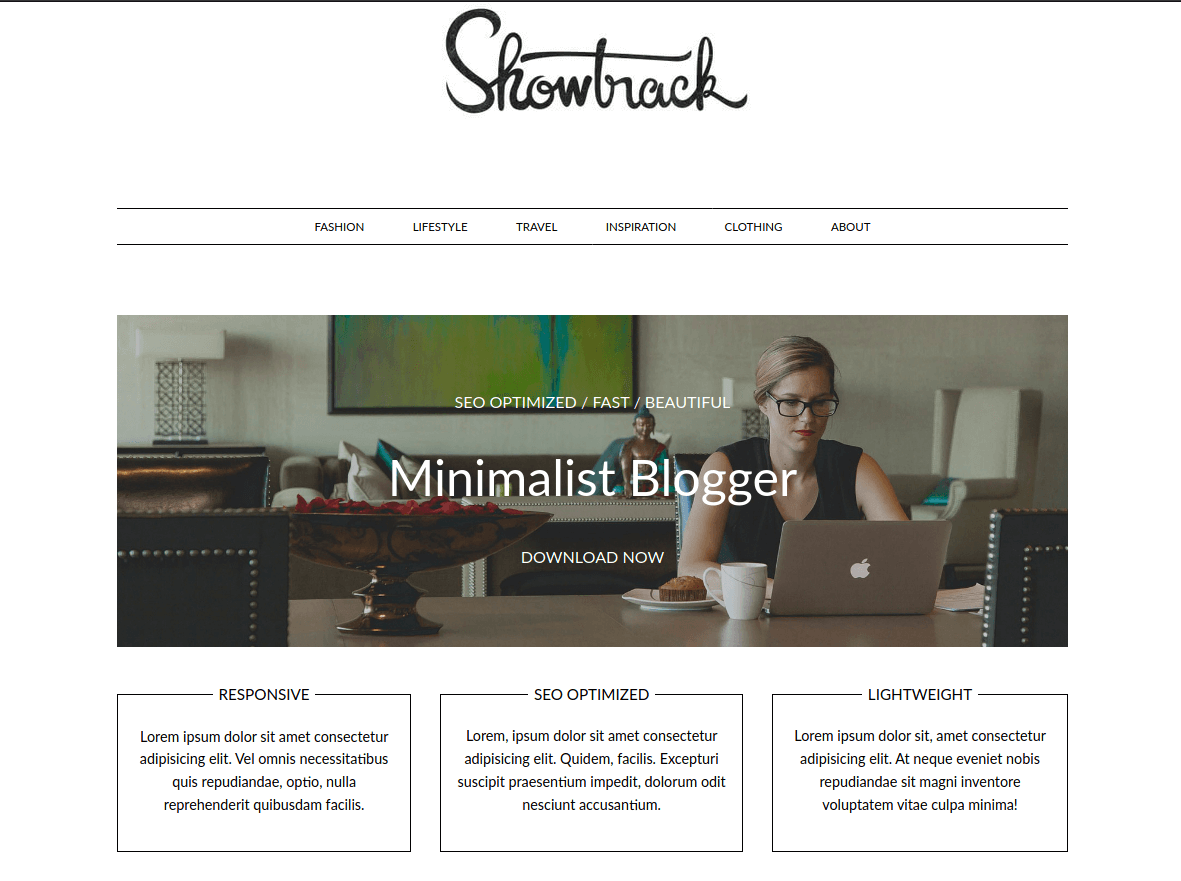 Showtrack
FASHION LIFESTYLE TRAVEL INSPIRATION CLOTHING ABOUT
SEO OPTIMIZED / FAST / BEAUTIFUL
Minimalist Blogger
DOWNLOAD NOW
RESPONSIVE
Lorem ipsum dolor sit amet consectetur
adipisicing elit. Vel omnis necessitatibus
quis repudiandae, optio, nulla
reprehenderit quibusdam facilis.
SEO OPTIMIZED
Lorem, ipsum dolor sit amet consectetur
adipisicing elit. Quidem, facilis. Excepturi
suscipit praesentium impedit, dolorum odit
nesciunt accusantium.
LIGHTWEIGHT
Lorem ipsum dolor sit, amet consectetur
adipisicing elit. At neque eveniet nobis
repudiandae sit magni inventore
voluptatem vitae culpa minima!